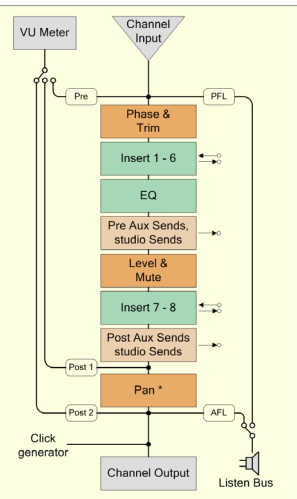 VU Meter
Channel
Input
Pre
PFL
Phase &
Trim
Insert 1 - 6
EQ
Pre Aux Sends,
studio Sends
Level &
Mute
Insert 7 - 8
Post Aux Sends
studio Sends
Post 1
Pan *
Post 2
AFL
Click
generator
Channel Output
Listen Bus